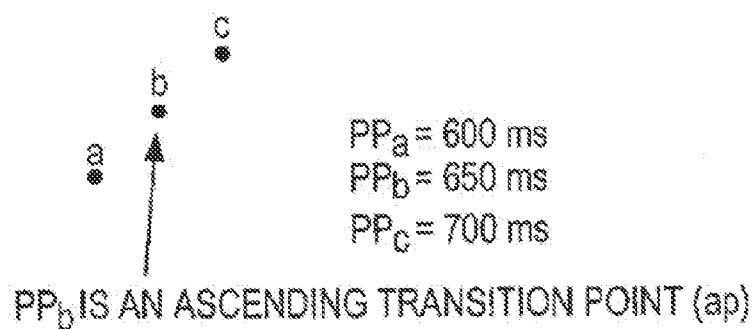 c
b
a
PPa = 600 ms
PPb = 650 ms
PPc = 700 ms
PPb IS AN ASCENDING TRANSITION POINT (ap)